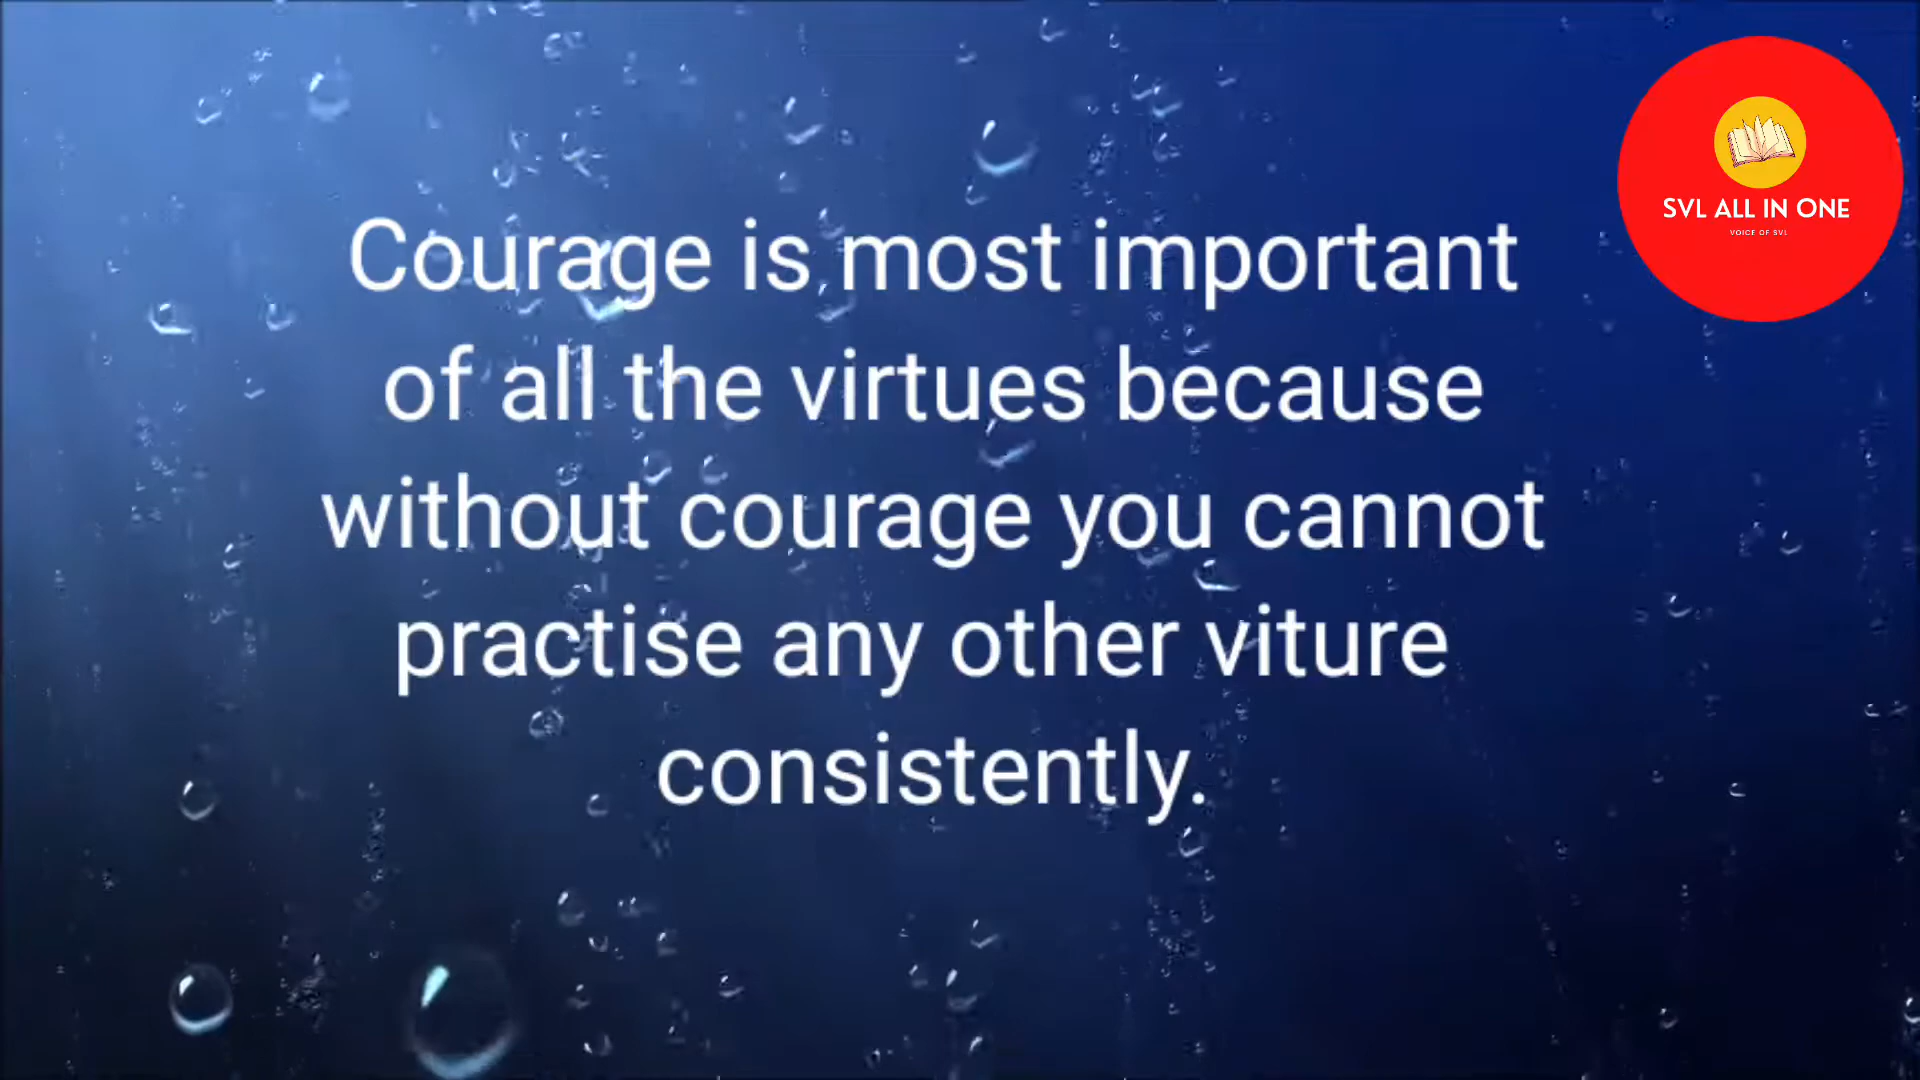 SVL ALL IN ONE
VOICE OF SVL
Courage is most important
of all the virtues because
without courage you cannot
practise any other viture
consistently.